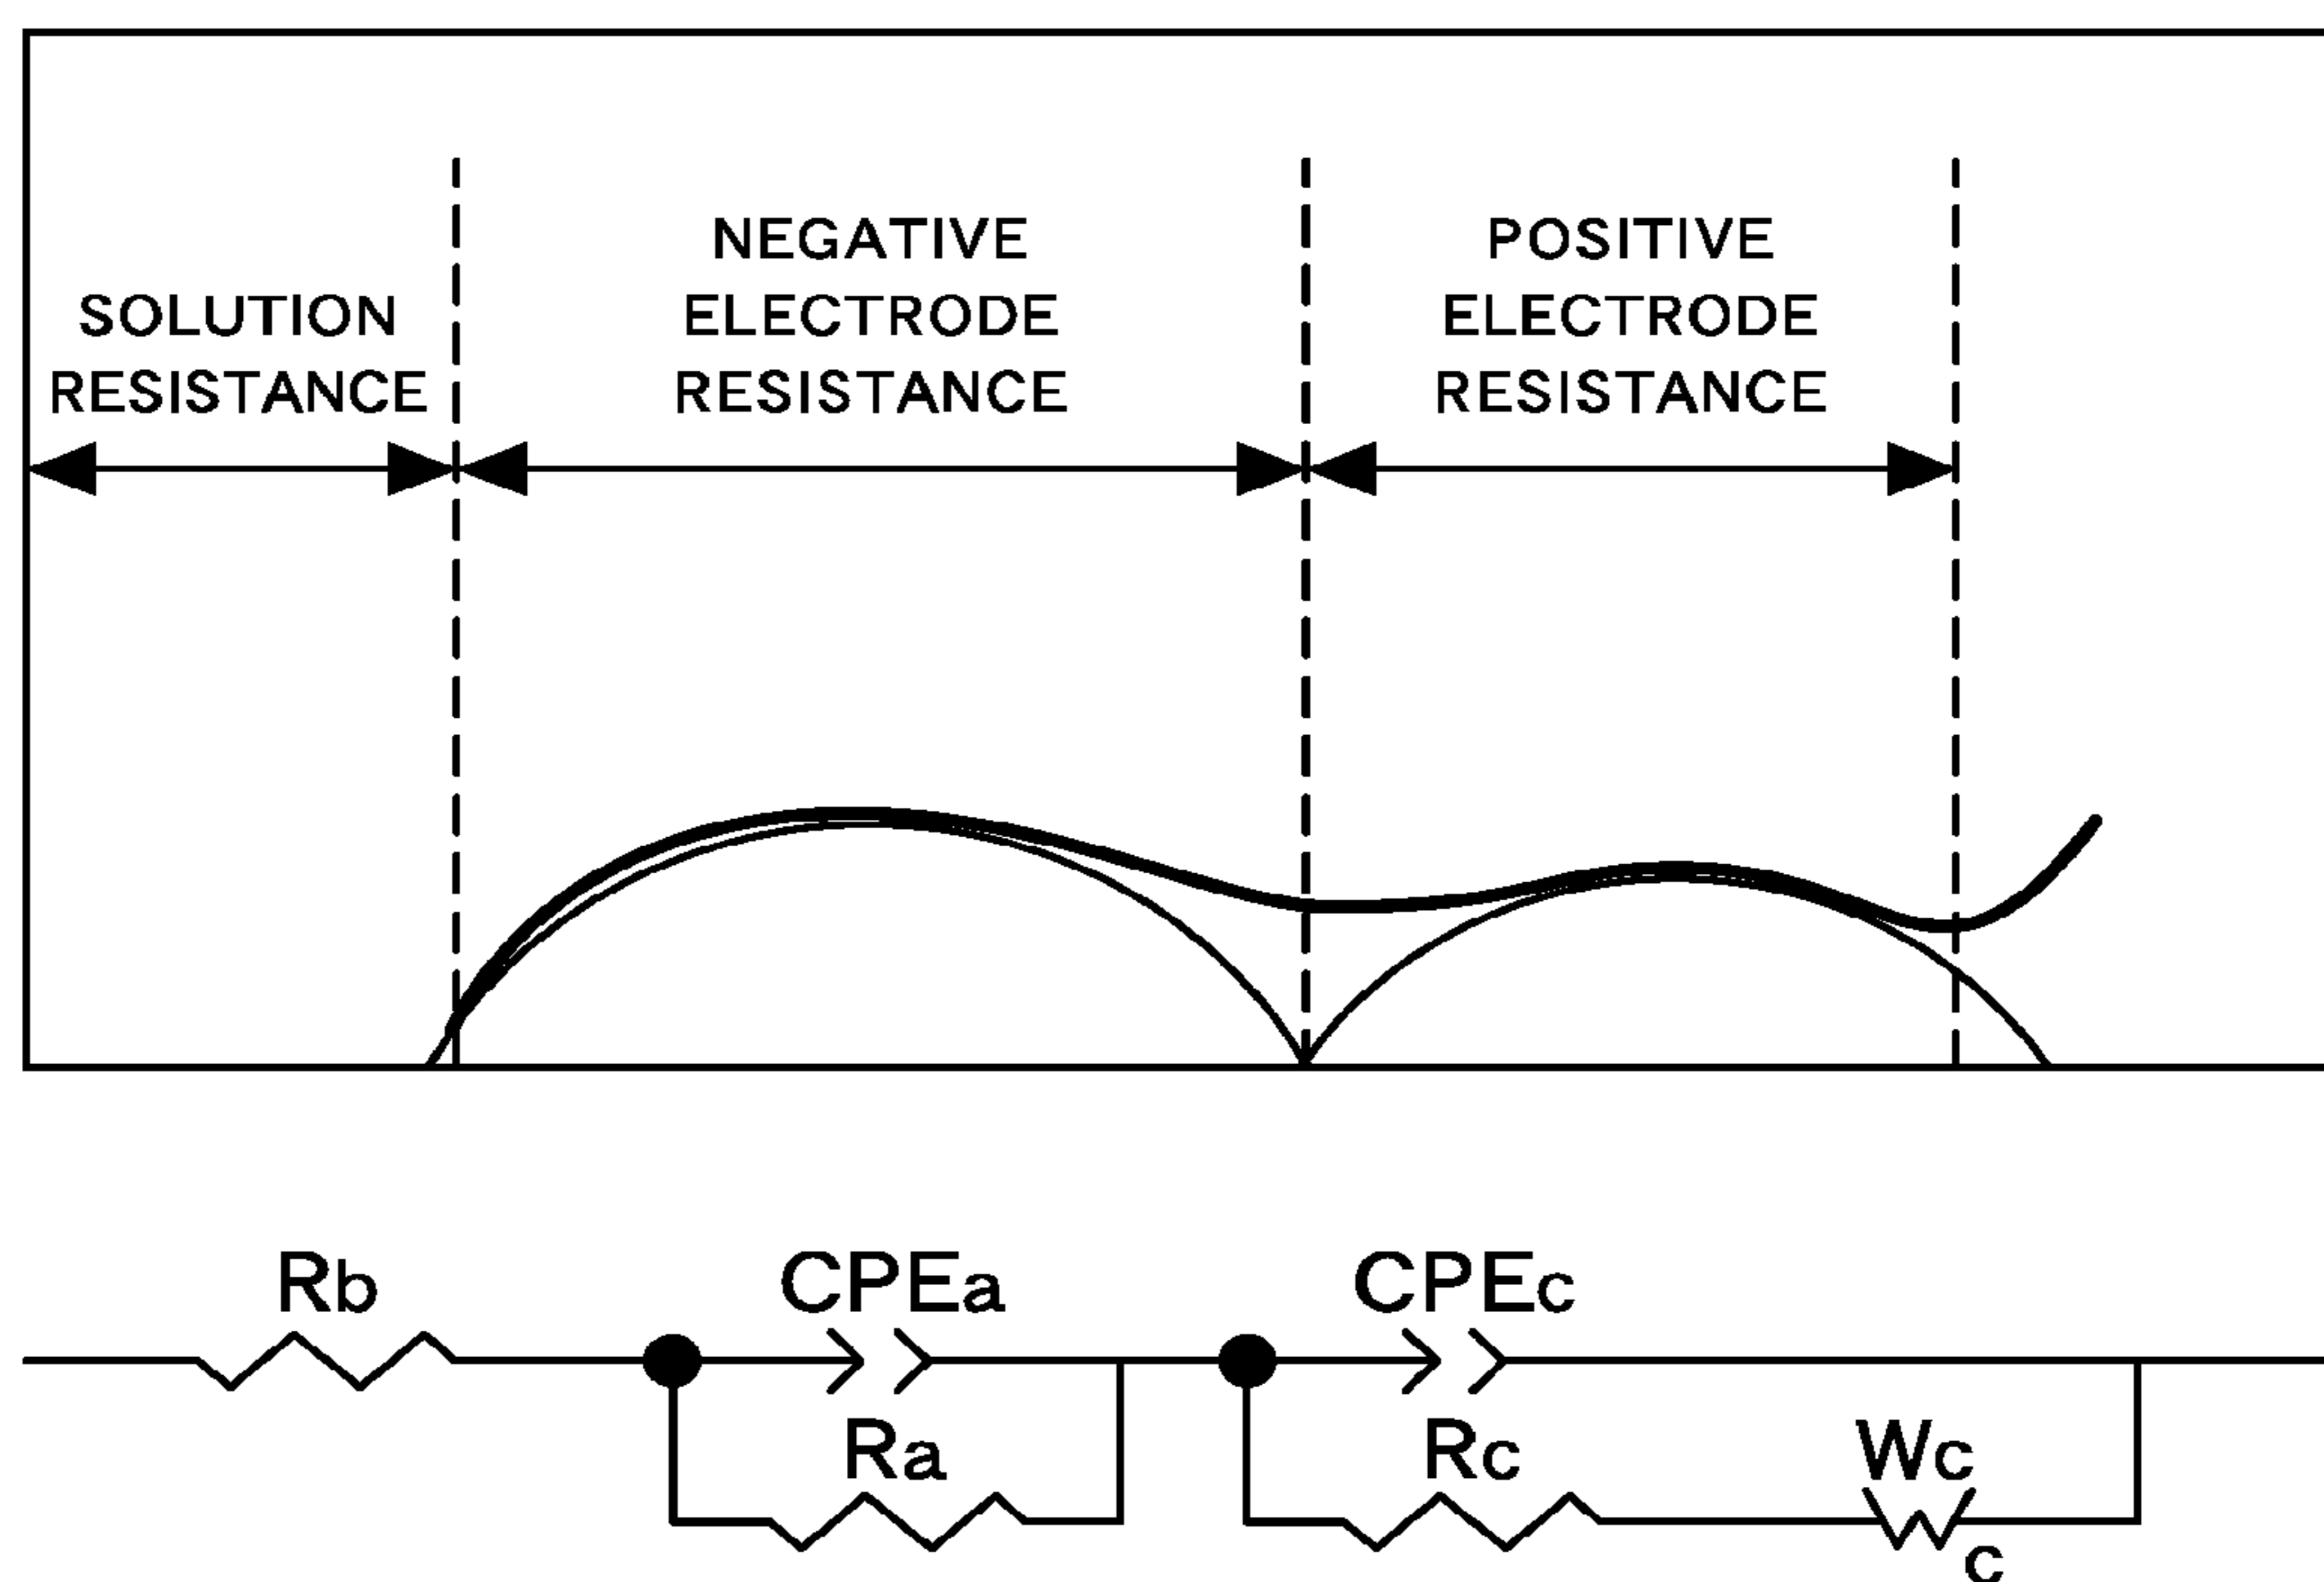 SOLUTION
RESISTANCE
NEGATIVE
ELECTRODE
RESISTANCE
POSITIVE
ELECTRODE
RESISTANCE
Rb
CPEa
CPEc
Ra
Rc
Wc
c